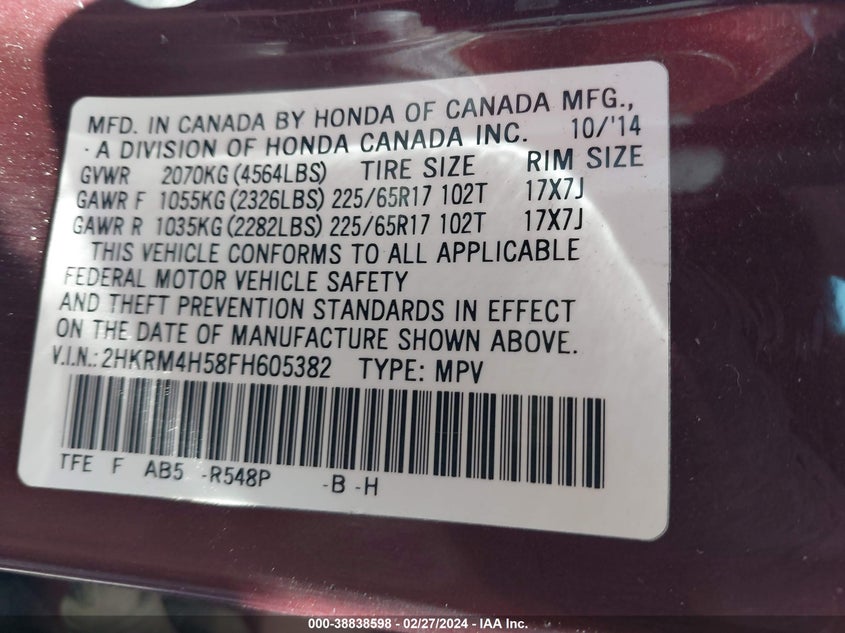 MFD. IN CANADA BY HONDA OF CANADA MFG.,
A DIVISION OF HONDA CANADA INC. 10/'14
GVWR 2070KG (4564LBS) TIRE SIZE RIM SIZE
GAWR F 1055KG (2326LBS) 225/65R17 102T 17X7J
GAWR R 1035KG (2282LBS) 225/65R17 102T 17X7J
THIS VEHICLE CONFORMS TO ALL APPLICABLE
FEDERAL MOTOR VEHICLE SAFETY
AND THEFT PREVENTION STANDARDS IN EFFECT
ON THE DATE OF MANUFACTURE SHOWN ABOVE.
V.I.N.: 2HKRM4H58FH605382 TYPE: MPV
TFE F AB5 -R548P -B -H
000-38838598 - 02/27/2024 - IAA Inc.